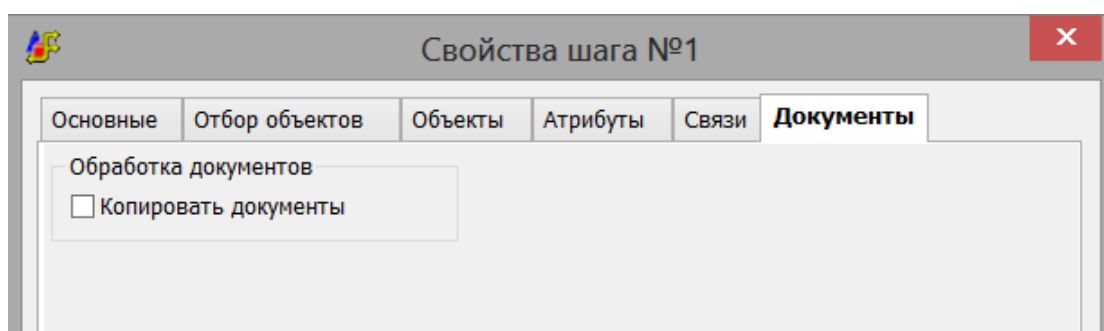 Свойства шага №1
Основные Отбор объектов Объекты Атрибуты Связи Документы
Обработка документов
Копировать документы